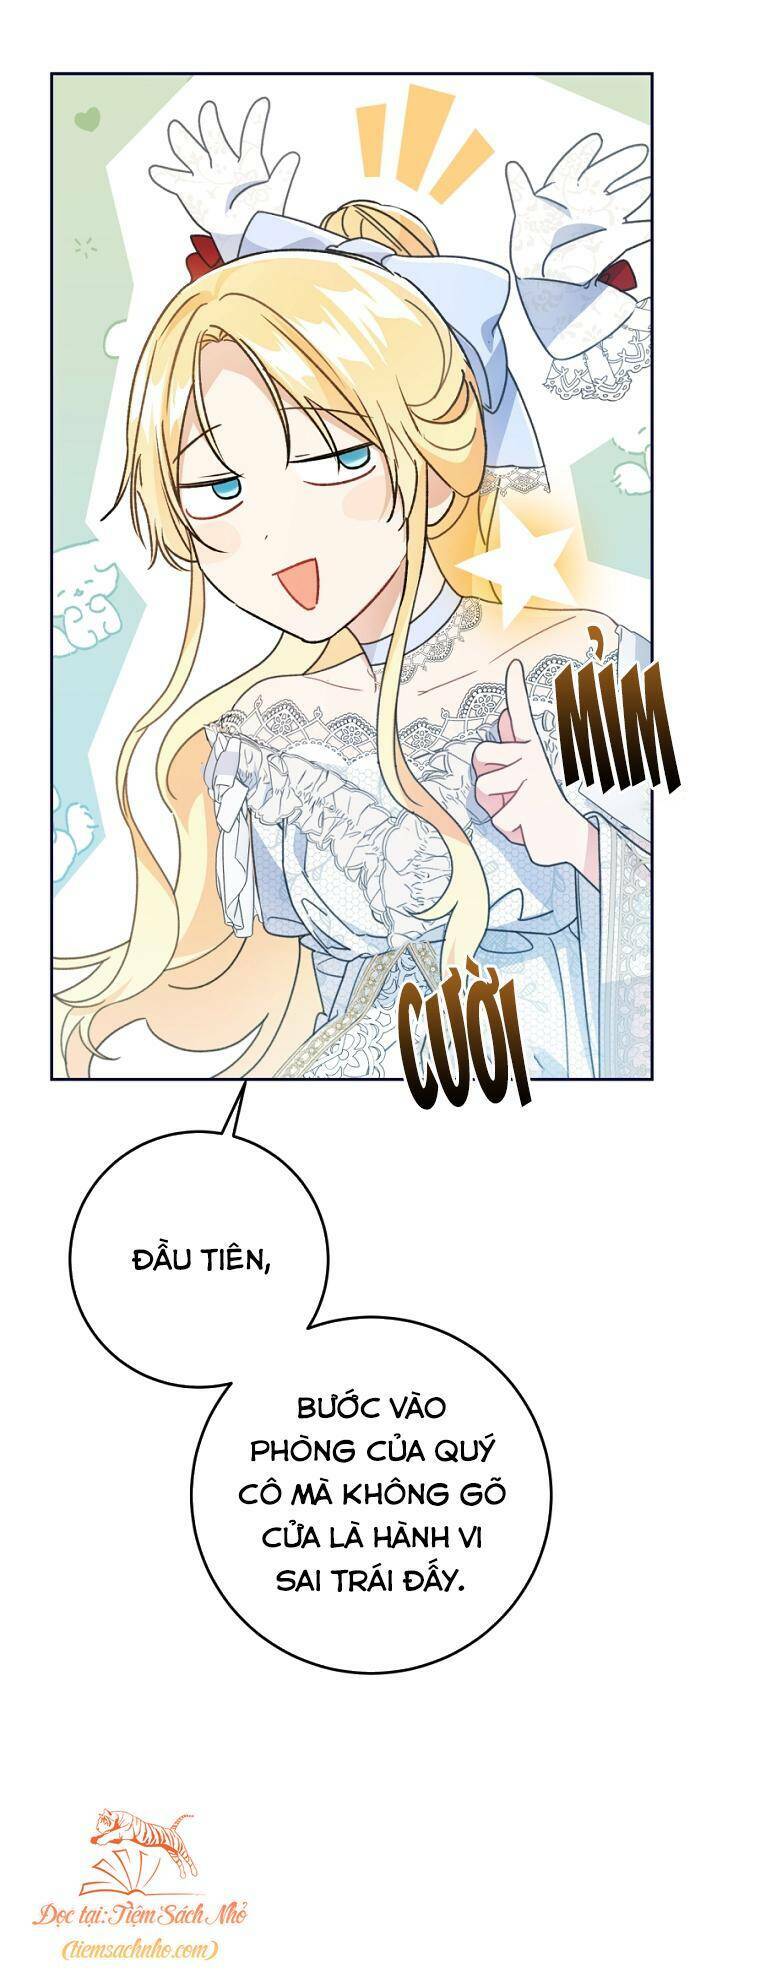 MỈM
CƯỜI
ĐẦU TIÊN,
BƯỚC VÀO
PHÒNG CỦA QUÝ
CÔ MÀ KHÔNG GÕ
CỬA LÀ HÀNH VI
SAI TRÁI ĐẤY.
Đọc tại: Tiệm Sách Nhỏ
(tiemsachnho.com)